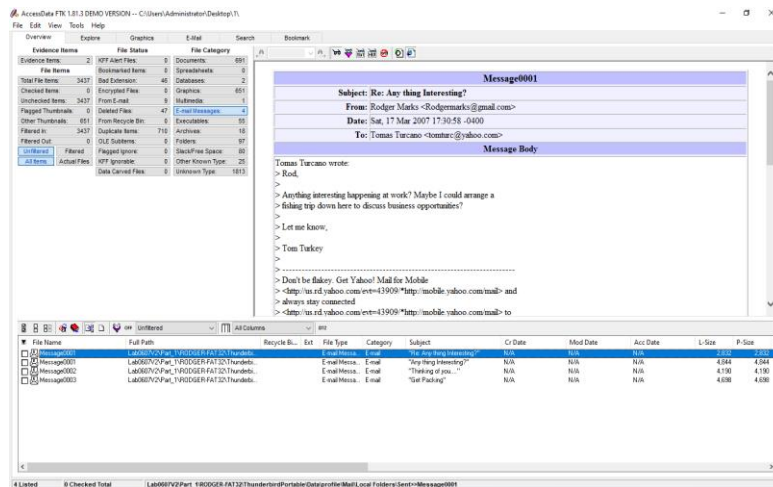 AccessData FTK 1.81.3 DEMO VERSION -- C:\Users\Administrator\Desktop\1\
File Edit View Tools Help
Overview Explore Graphics E-Mail Search Bookmark
Evidence Items File Status File Category
Evidence Items: 2 KFF Alert Files: 0 Documents: 691
File Items Bookmarked Items: 0 Spreadsheets: 0
Total File Items: 3437 Bad Extension: 46 Databases: 2
Checked Items: 0 Encrypted Files: 0 Graphics: 651
Unchecked Items: 3437 From E-mail: 9 Multimedia: 1
Flagged Thumbnails: 0 Deleted Files: 47 E-mail Messages: 4
Other Thumbnails: 651 From Recycle Bin: 0 Executables: 55
Filtered In: 3437 Duplicate Items: 710 Archives: 18
Filtered Out: 0 OLE Subitems: 0 Folders: 97
Unfiltered Filtered Flagged Ignore: 0 Slack/Free Space: 80
All Items Actual Files KFF Ignorable: 0 Other Known Type: 25
Data Carved Files: 0 Unknown Type: 1813
Message0001
Subject: Re: Any thing Interesting?
From: Rodger Marks <Rodgermarks@gmail.com>
Date: Sat, 17 Mar 2007 17:30:58 -0400
To: Tomas Turcano <tomturc@yahoo.com>
Message Body
Tomas Turcano wrote:
> Rod,
>
> Anything interesting happening at work? Maybe I could arrange a
> fishing trip down here to discuss business opportunities?
>
> Let me know,
>
> Tom Turkey
>
> ------------------------------------------------------------------------
> Don't be flakey. Get Yahoo! Mail for Mobile
> <http://us.rd.yahoo.com/evt=43909/*http://mobile.yahoo.com/mail> and
> always stay connected
> <http://us.rd.yahoo.com/evt=43909/*http://mobile.yahoo.com/mail> to
OFF Unfiltered All Columns
File Name Full Path Recycle Bi... Ext File Type Category Subject Cr Date Mod Date Acc Date L-Size P-Size
Message0001 Lab0607V2\Part_1\RODGER-FAT32\Thunderbi... E-mail Messa... E-mail "Re: Any thing Interesting?" N/A N/A N/A 2,832 2,832
Message0001 Lab0607V2\Part_1\RODGER-FAT32\Thunderbi... E-mail Messa... E-mail "Any thing Interesting?" N/A N/A N/A 4,844 4,844
Message0002 Lab0607V2\Part_1\RODGER-FAT32\Thunderbi... E-mail Messa... E-mail "Thinking of you...." N/A N/A N/A 4,190 4,190
Message0003 Lab0607V2\Part_1\RODGER-FAT32\Thunderbi... E-mail Messa... E-mail "Get Packing" N/A N/A N/A 4,698 4,698
4 Listed 0 Checked Total Lab0607V2\Part_1\RODGER-FAT32\ThunderbirdPortable\Data\profile\Mail\Local Folders\Sent>>Message0001